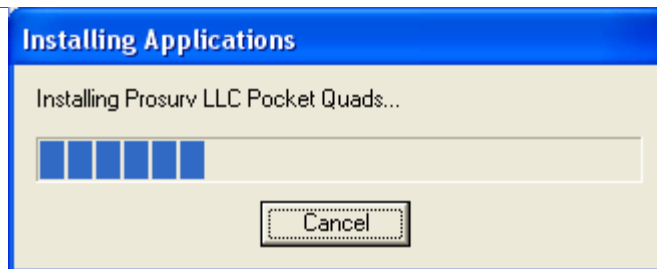 Installing Applications
Installing Prosurv LLC Pocket Quads...
Cancel